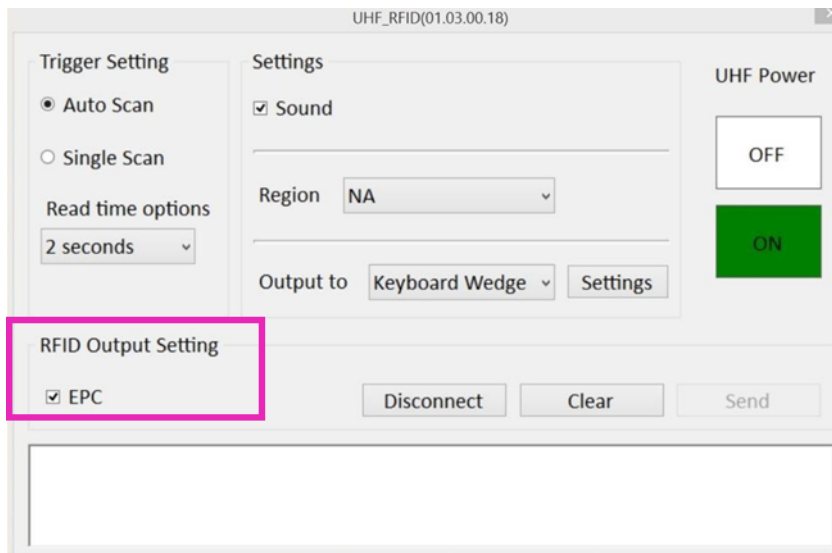 UHF_RFID(01.03.00.18)
Trigger Setting
Auto Scan
Single Scan
Read time options
2 seconds
Settings
Sound
Region NA
Output to Keyboard Wedge Settings
UHF Power
OFF
ON
RFID Output Setting
EPC
Disconnect Clear Send